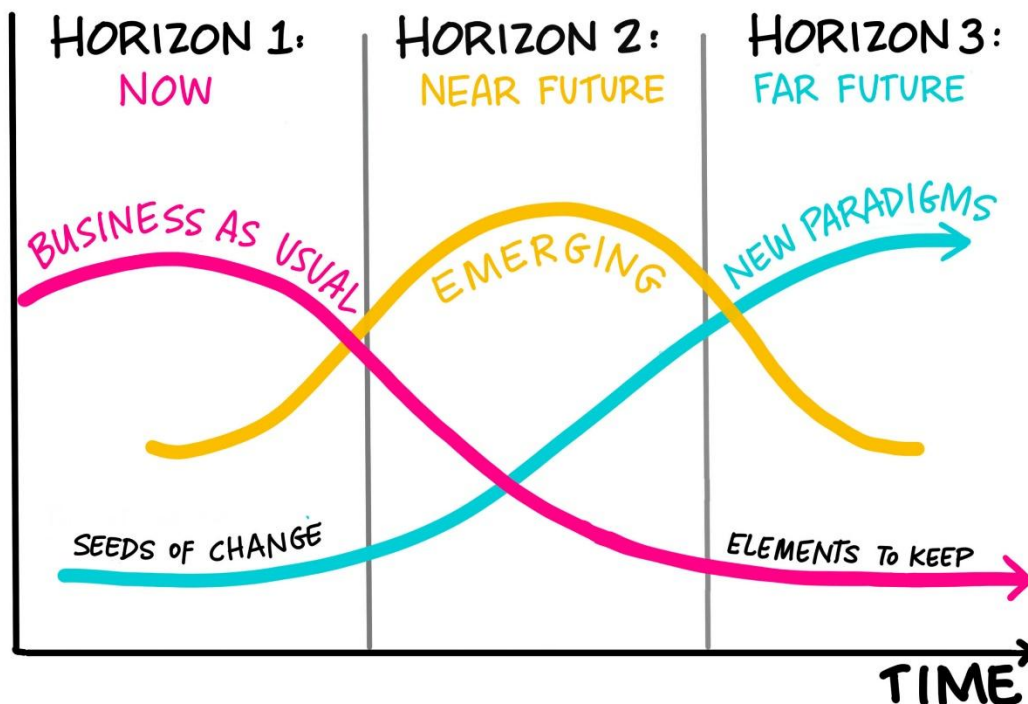 HORIZON 1:
NOW
HORIZON 2:
NEAR FUTURE
HORIZON 3:
FAR FUTURE
BUSINESS AS USUAL
EMERGING
NEW PARADIGMS
SEEDS OF CHANGE
ELEMENTS TO KEEP
TIME